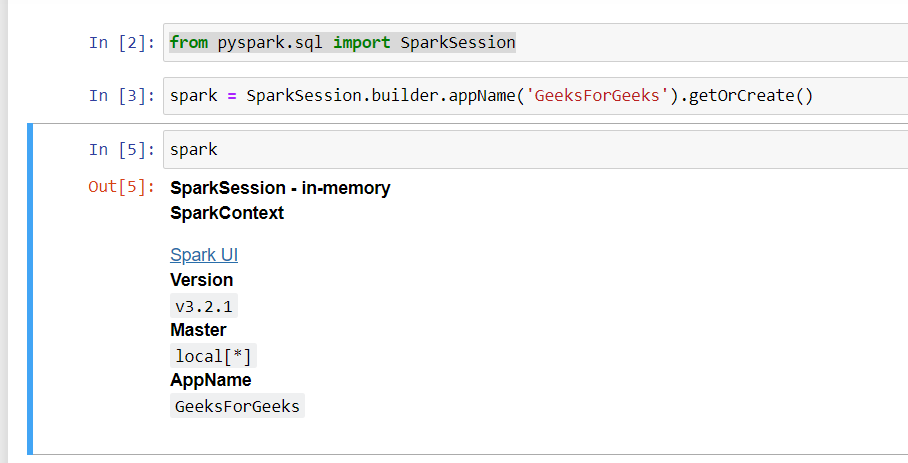 In [2]: from pyspark.sql import SparkSession
In [3]: spark = SparkSession.builder.appName('GeeksForGeeks').getOrCreate()
In [5]: spark
Out[5]: SparkSession - in-memory
SparkContext
Spark UI
Version
v3.2.1
Master
local[*]
AppName
GeeksForGeeks